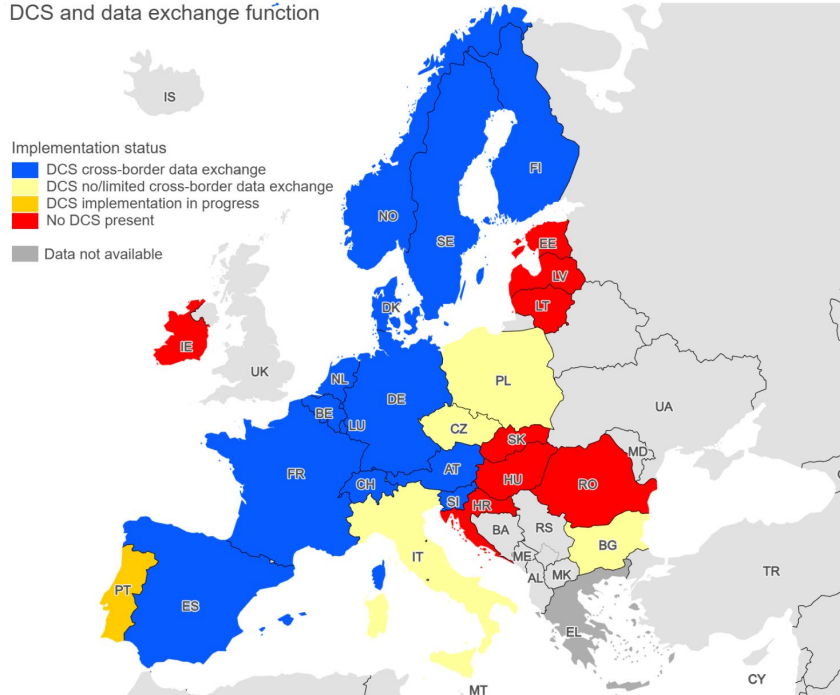 DCS and data exchange function
IS
Implementation status
DCS cross-border data exchange
DCS no/limited cross-border data exchange
DCS implementation in progress
No DCS present
Data not available
FI
NO
SE
EE
LV
LT
DK
IE
UK
NL
DE
PL
BE
LU
CZ
UA
SK
MD
FR
CH
AT
HU
RO
SI
HR
BA
RS
IT
ME
BG
AL
MK
TR
PT
ES
EL
MT
CY